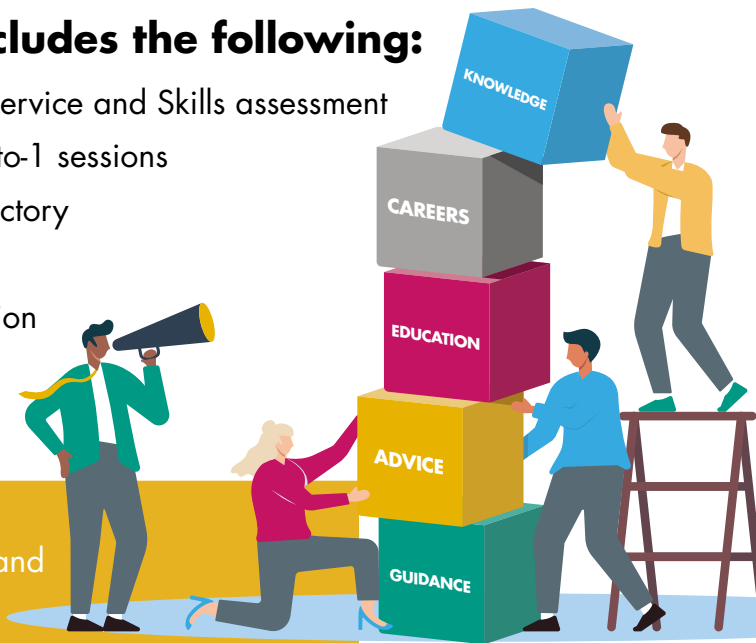 cludes the following:
ervice and Skills assessment
to-1 sessions
ctory
ion
and
KNOWLEDGE
CAREERS
EDUCATION
ADVICE
GUIDANCE